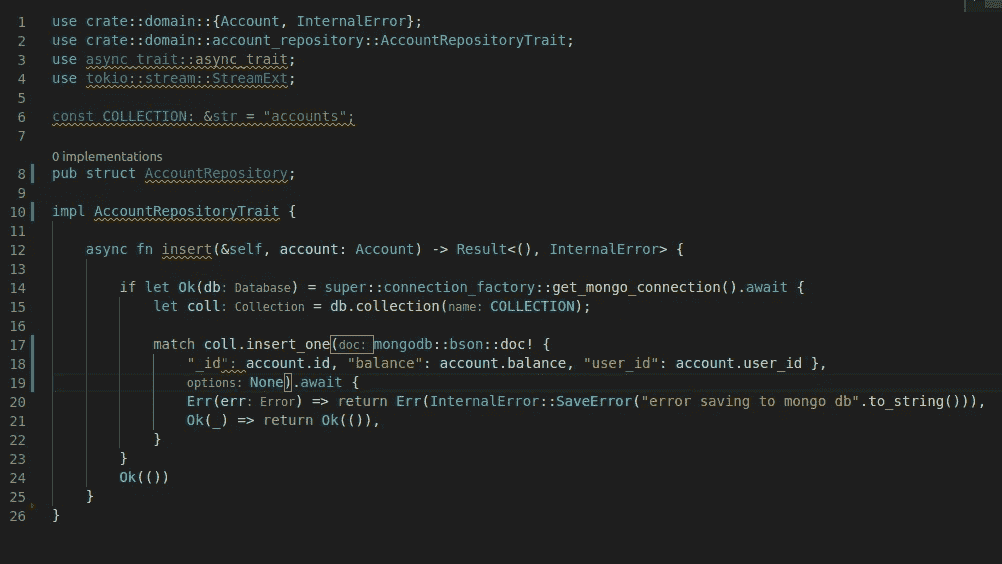 1 use crate::domain::{Account, InternalError};
2 use crate::domain::account_repository::AccountRepositoryTrait;
3 use async_trait::async_trait;
4 use tokio::stream::StreamExt;
5
6 const COLLECTION: &str = "accounts";
7
0 implementations
8 pub struct AccountRepository;
9
10 impl AccountRepositoryTrait {
11
12 async fn insert(&self, account: Account) -> Result<(), InternalError> {
13
14 if let Ok(db: Database) = super::connection_factory::get_mongo_connection().await {
15 let coll: Collection = db.collection(name: COLLECTION);
16
17 match coll.insert_one(doc: mongodb::bson::doc! {
18 "_id": account.id, "balance": account.balance, "user_id": account.user_id },
19 options: None).await {
20 Err(err: Error) => return Err(InternalError::SaveError("error saving to mongo db".to_string())),
21 Ok(_) => return Ok(()),
22 }
23 }
24 Ok(())
25 }
26 }